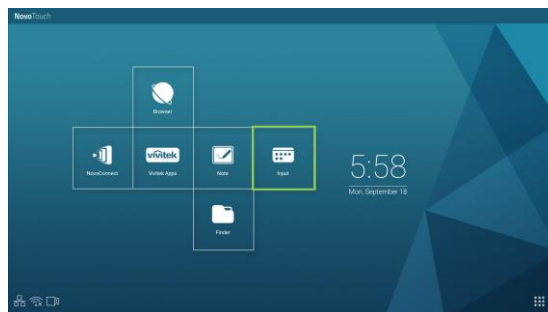 NovoTouch
Browser
NovoConnect
vivitek
Vivitek Apps
Note
Input
Finder
5:58
Mon, September 18